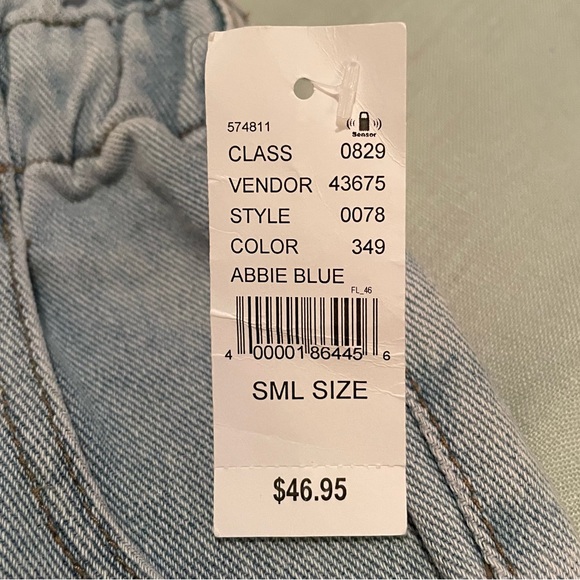 574811
Sensor
CLASS 0829
VENDOR 43675
STYLE 0078
COLOR 349
ABBIE BLUE
FL_46
4 00001 86445 6
SML SIZE
$46.95